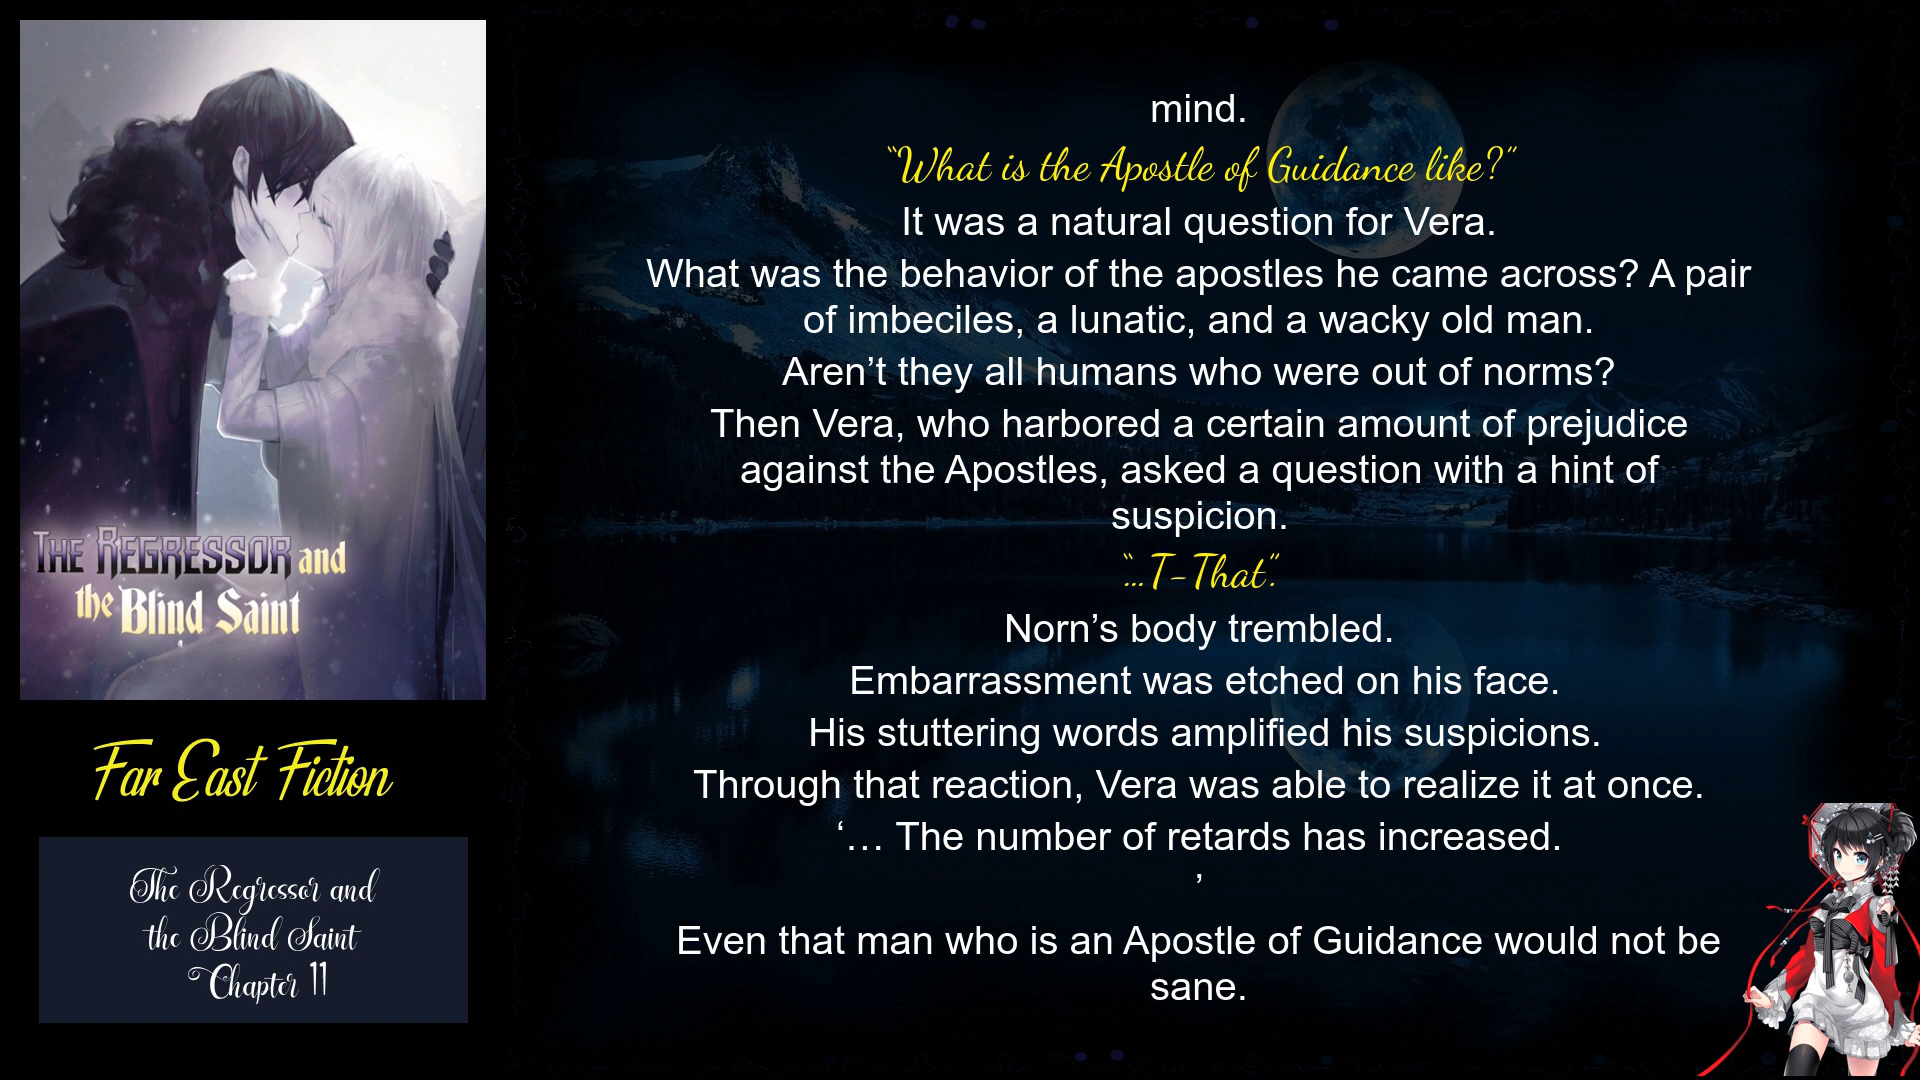 THE REGRESSOR and
the Blind Saint
Far East Fiction
The Regressor and
the Blind Saint
Chapter 11
mind.
“What is the Apostle of Guidance like?”
It was a natural question for Vera.
What was the behavior of the apostles he came across? A pair
of imbeciles, a lunatic, and a wacky old man.
Aren’t they all humans who were out of norms?
Then Vera, who harbored a certain amount of prejudice
against the Apostles, asked a question with a hint of
suspicion.
“…T-That”.
Norn’s body trembled.
Embarrassment was etched on his face.
His stuttering words amplified his suspicions.
Through that reaction, Vera was able to realize it at once.
‘… The number of retards has increased.
’
Even that man who is an Apostle of Guidance would not be
sane.